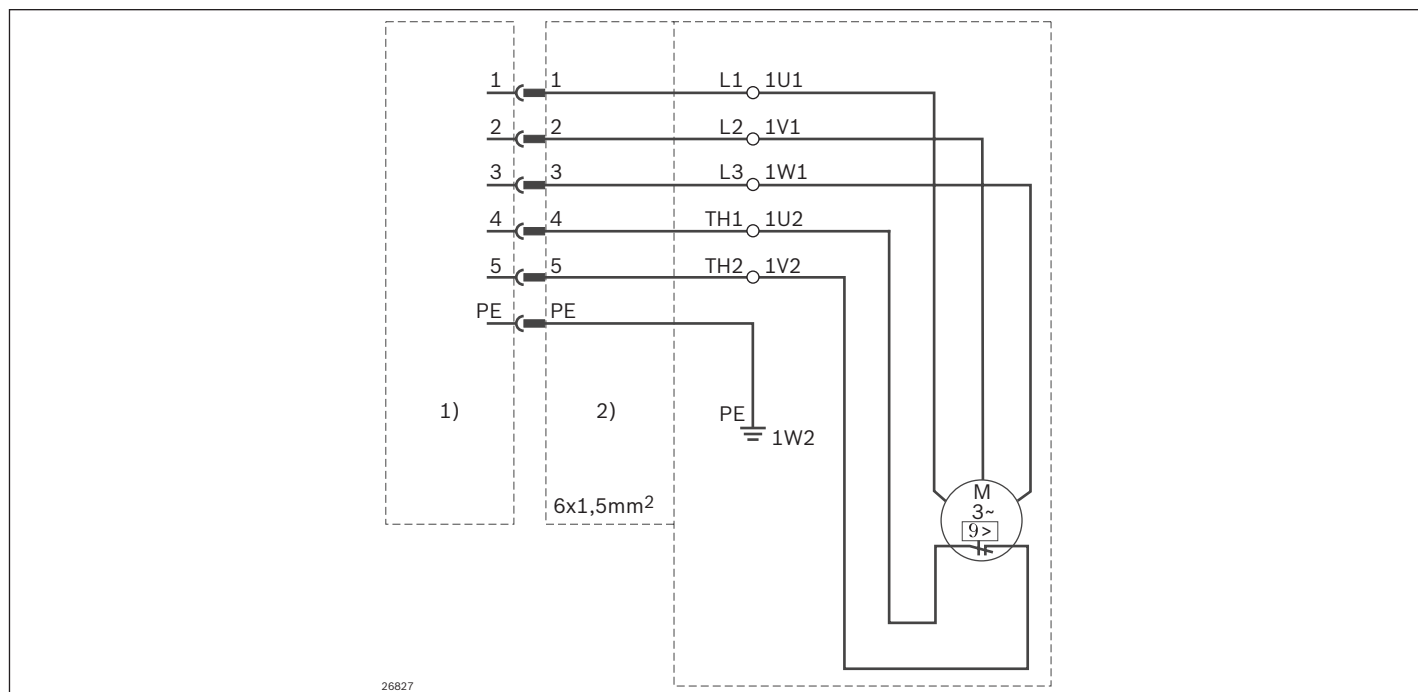 1 1 L1 1U1
2 2 L2 1V1
3 3 L3 1W1
4 4 TH1 1U2
5 5 TH2 1V2
PE PE
1) 2) PE 1W2
6x1,5mm²
M
3~
9>
26827